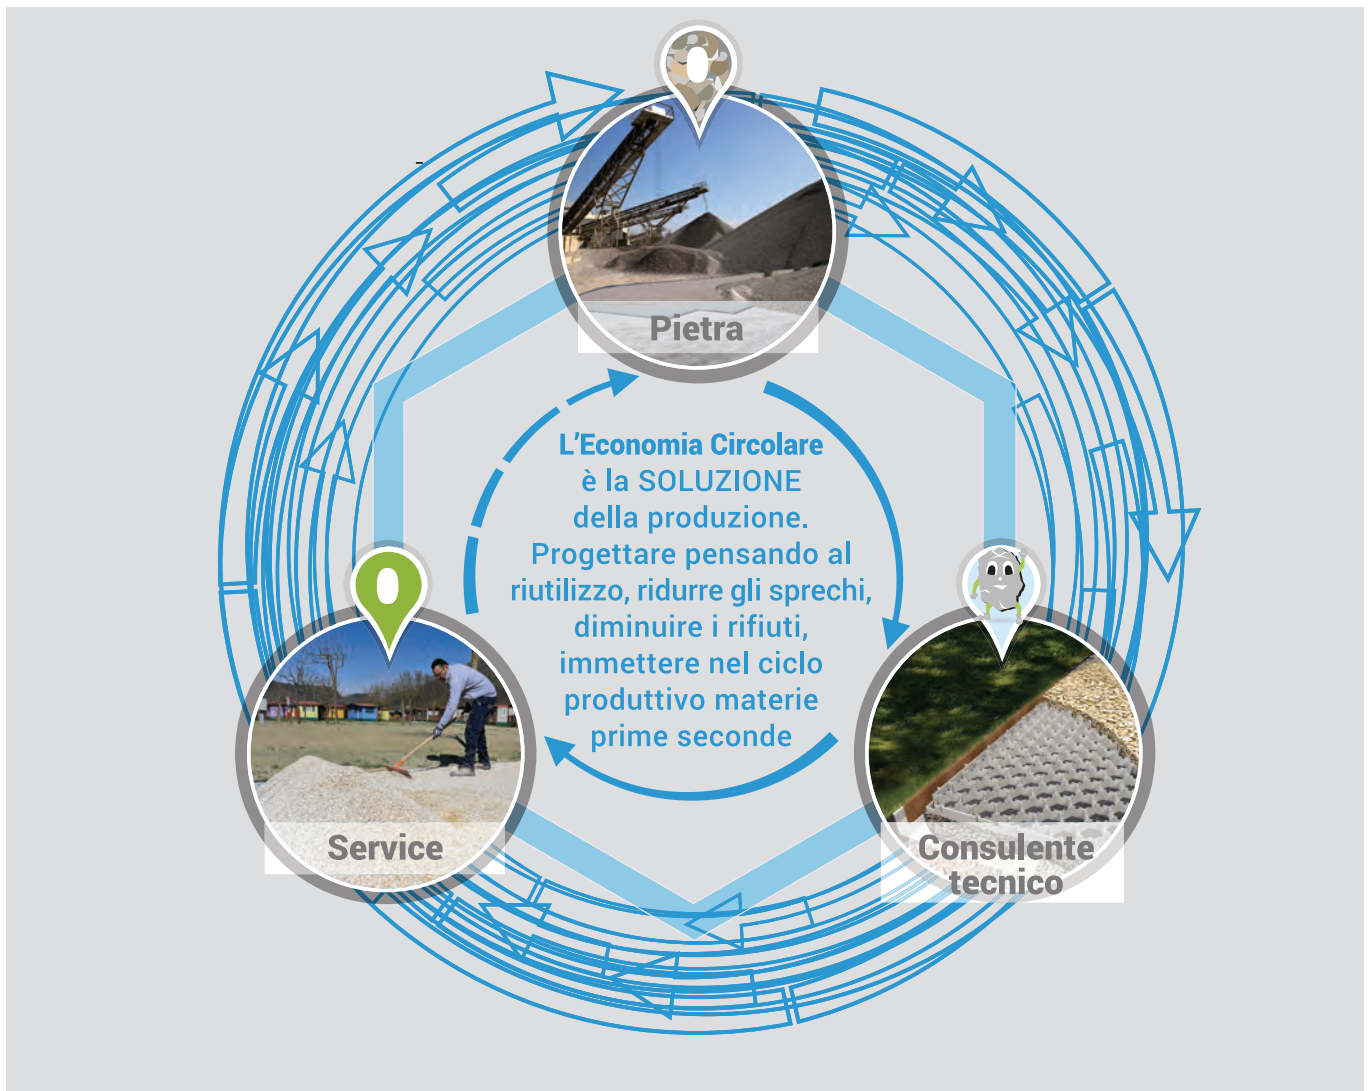 Pietra
L'Economia Circolare
è la SOLUZIONE
della produzione.
Progettare pensando al
riutilizzo, ridurre gli sprechi,
diminuire i rifiuti,
immettere nel ciclo
produttivo materie
prime seconde
Service
Consulente
tecnico